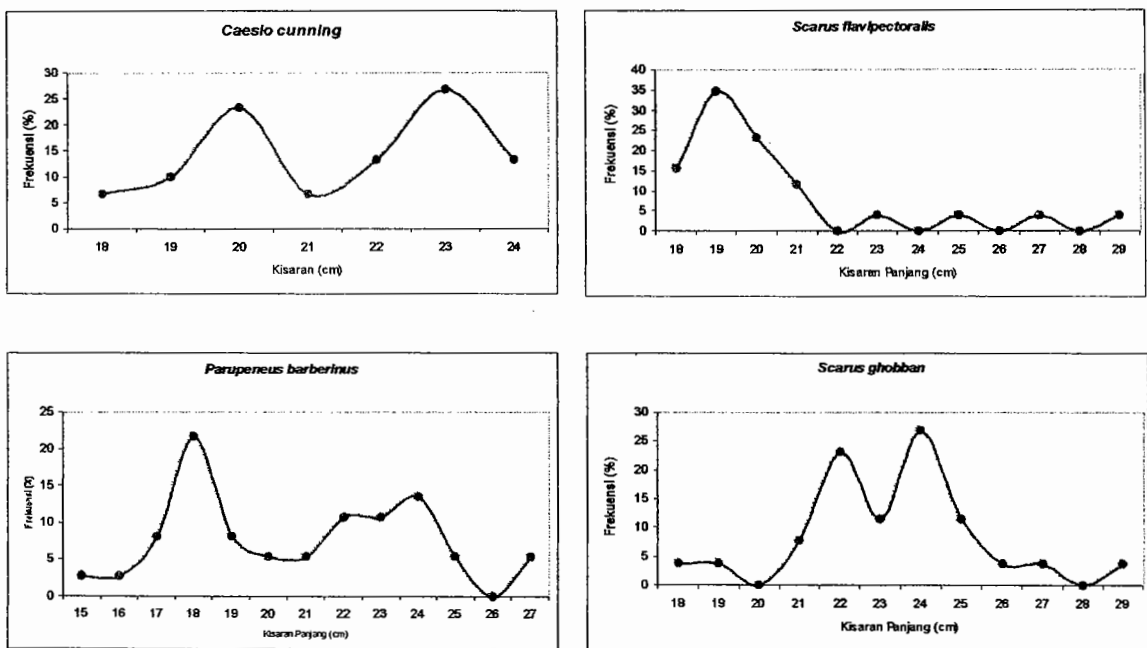 Caesio cunning
Frekuensi (%)
30
25
20
15
10
5
0
18 19 20 21 22 23 24
Kisaran (cm)
Scarus flavipectoralis
Frekuensi (%)
40
35
30
25
20
15
10
5
0
18 19 20 21 22 23 24 25 26 27 28 29
Kisaran Panjang (cm)
Parupeneus barberinus
Frekuensi (%)
25
20
15
10
5
0
15 16 17 18 19 20 21 22 23 24 25 26 27
Kisaran Panjang (cm)
Scarus ghobban
Frekuensi (%)
30
25
20
15
10
5
0
18 19 20 21 22 23 24 25 26 27 28 29
Kisaran Panjang (cm)